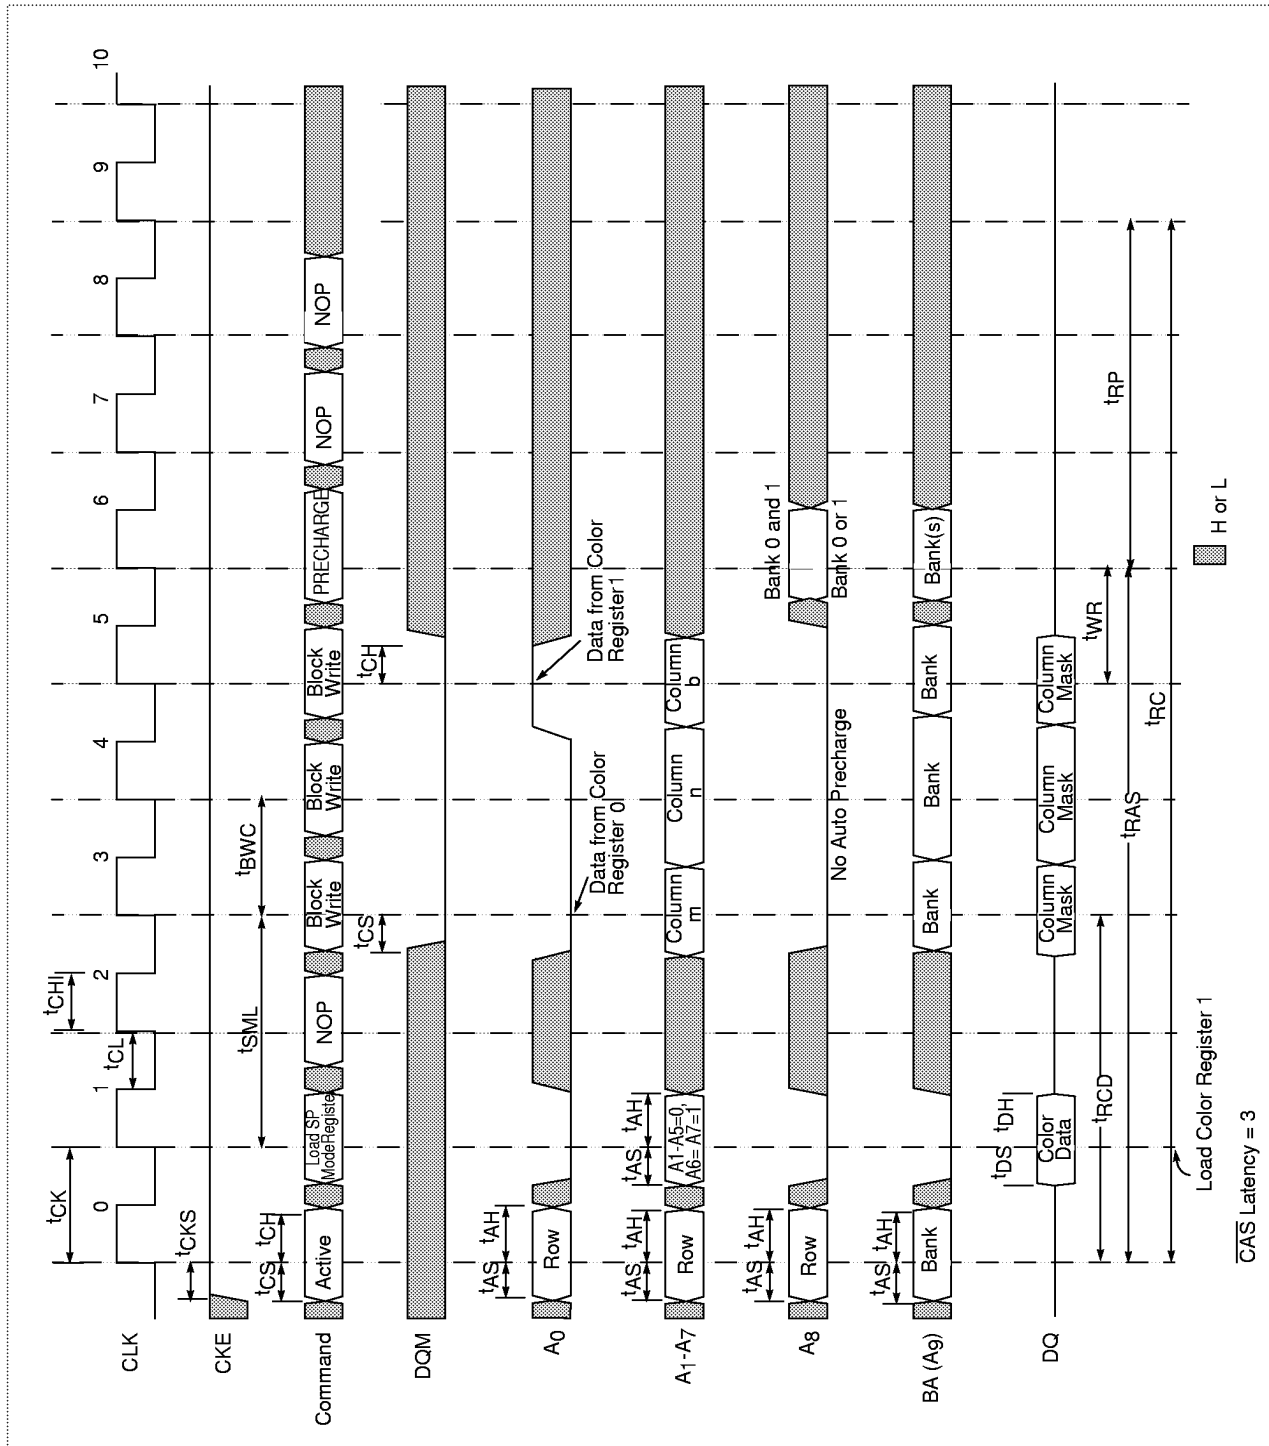 0 1 2 3 4 5 6 7 8 9 10
CLK
tCK
tCL
tCHI
CKE
tCKS
tSML
tBWC
Command
tCS
tCH
Active
Load SP
ModeRegister
NOP
Block
Write
Block
Write
Block
Write
PRECHARGE
NOP
NOP
DQM
tCS
tCH
A0
tAS
tAH
Row
Data from Color
Register 0
Data from Color
Register1
A1-A7
tAS
tAH
tAS
tAH
Row
A1-A5=0,
A6= A7=1
Column
m
Column
n
Column
b
A8
tAS
tAH
Row
No Auto Precharge
Bank 0 and 1
Bank 0 or 1
BA (A9)
tAS
tAH
Bank
Bank
Bank
Bank
Bank(s)
DQ
tDS
tDH
Color
Data
Column
Mask
Column
Mask
Column
Mask
tWR
tRCD
tRAS
tRP
tRC
Load Color Register 1
H or L
CAS Latency = 3